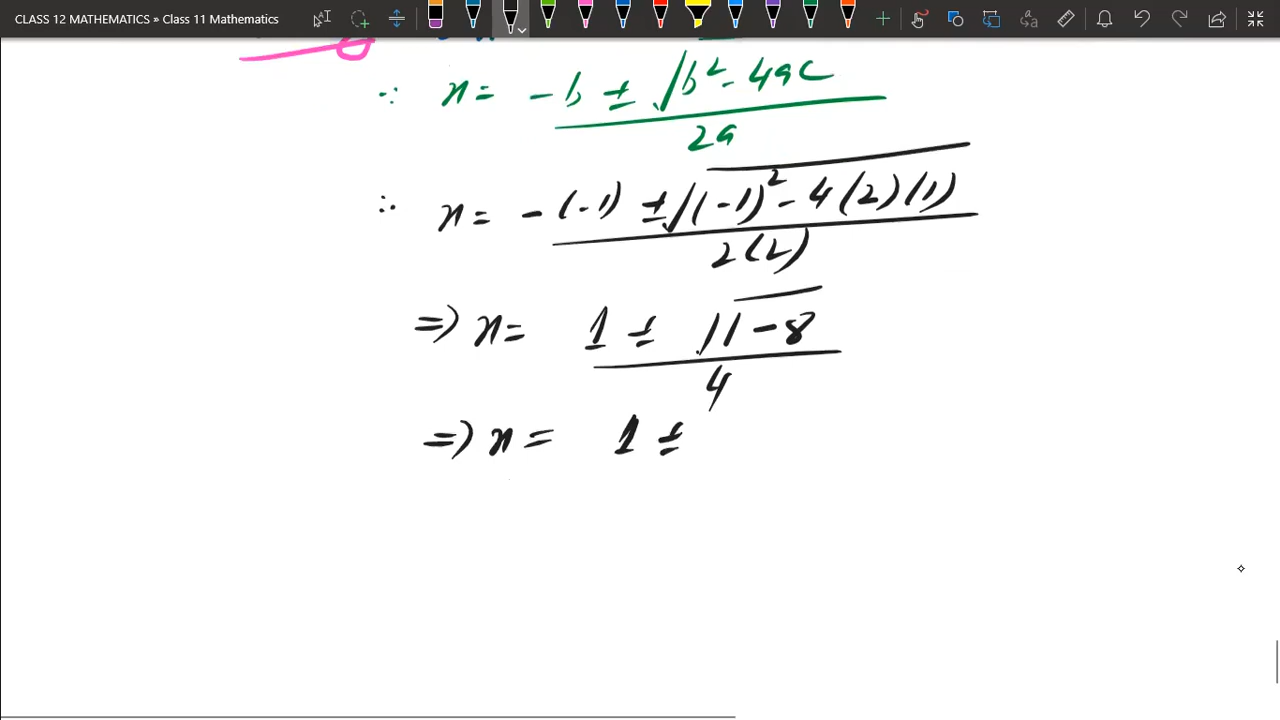 CLASS 12 MATHEMATICS » Class 11 Mathematics
∵ x = -b ± √b² - 4ac / 2a
∴ x = -(-1) ± √(-1)² - 4(2)(1) / 2(2)
=> x = 1 ± √1 - 8 / 4
=> x = 1 ±